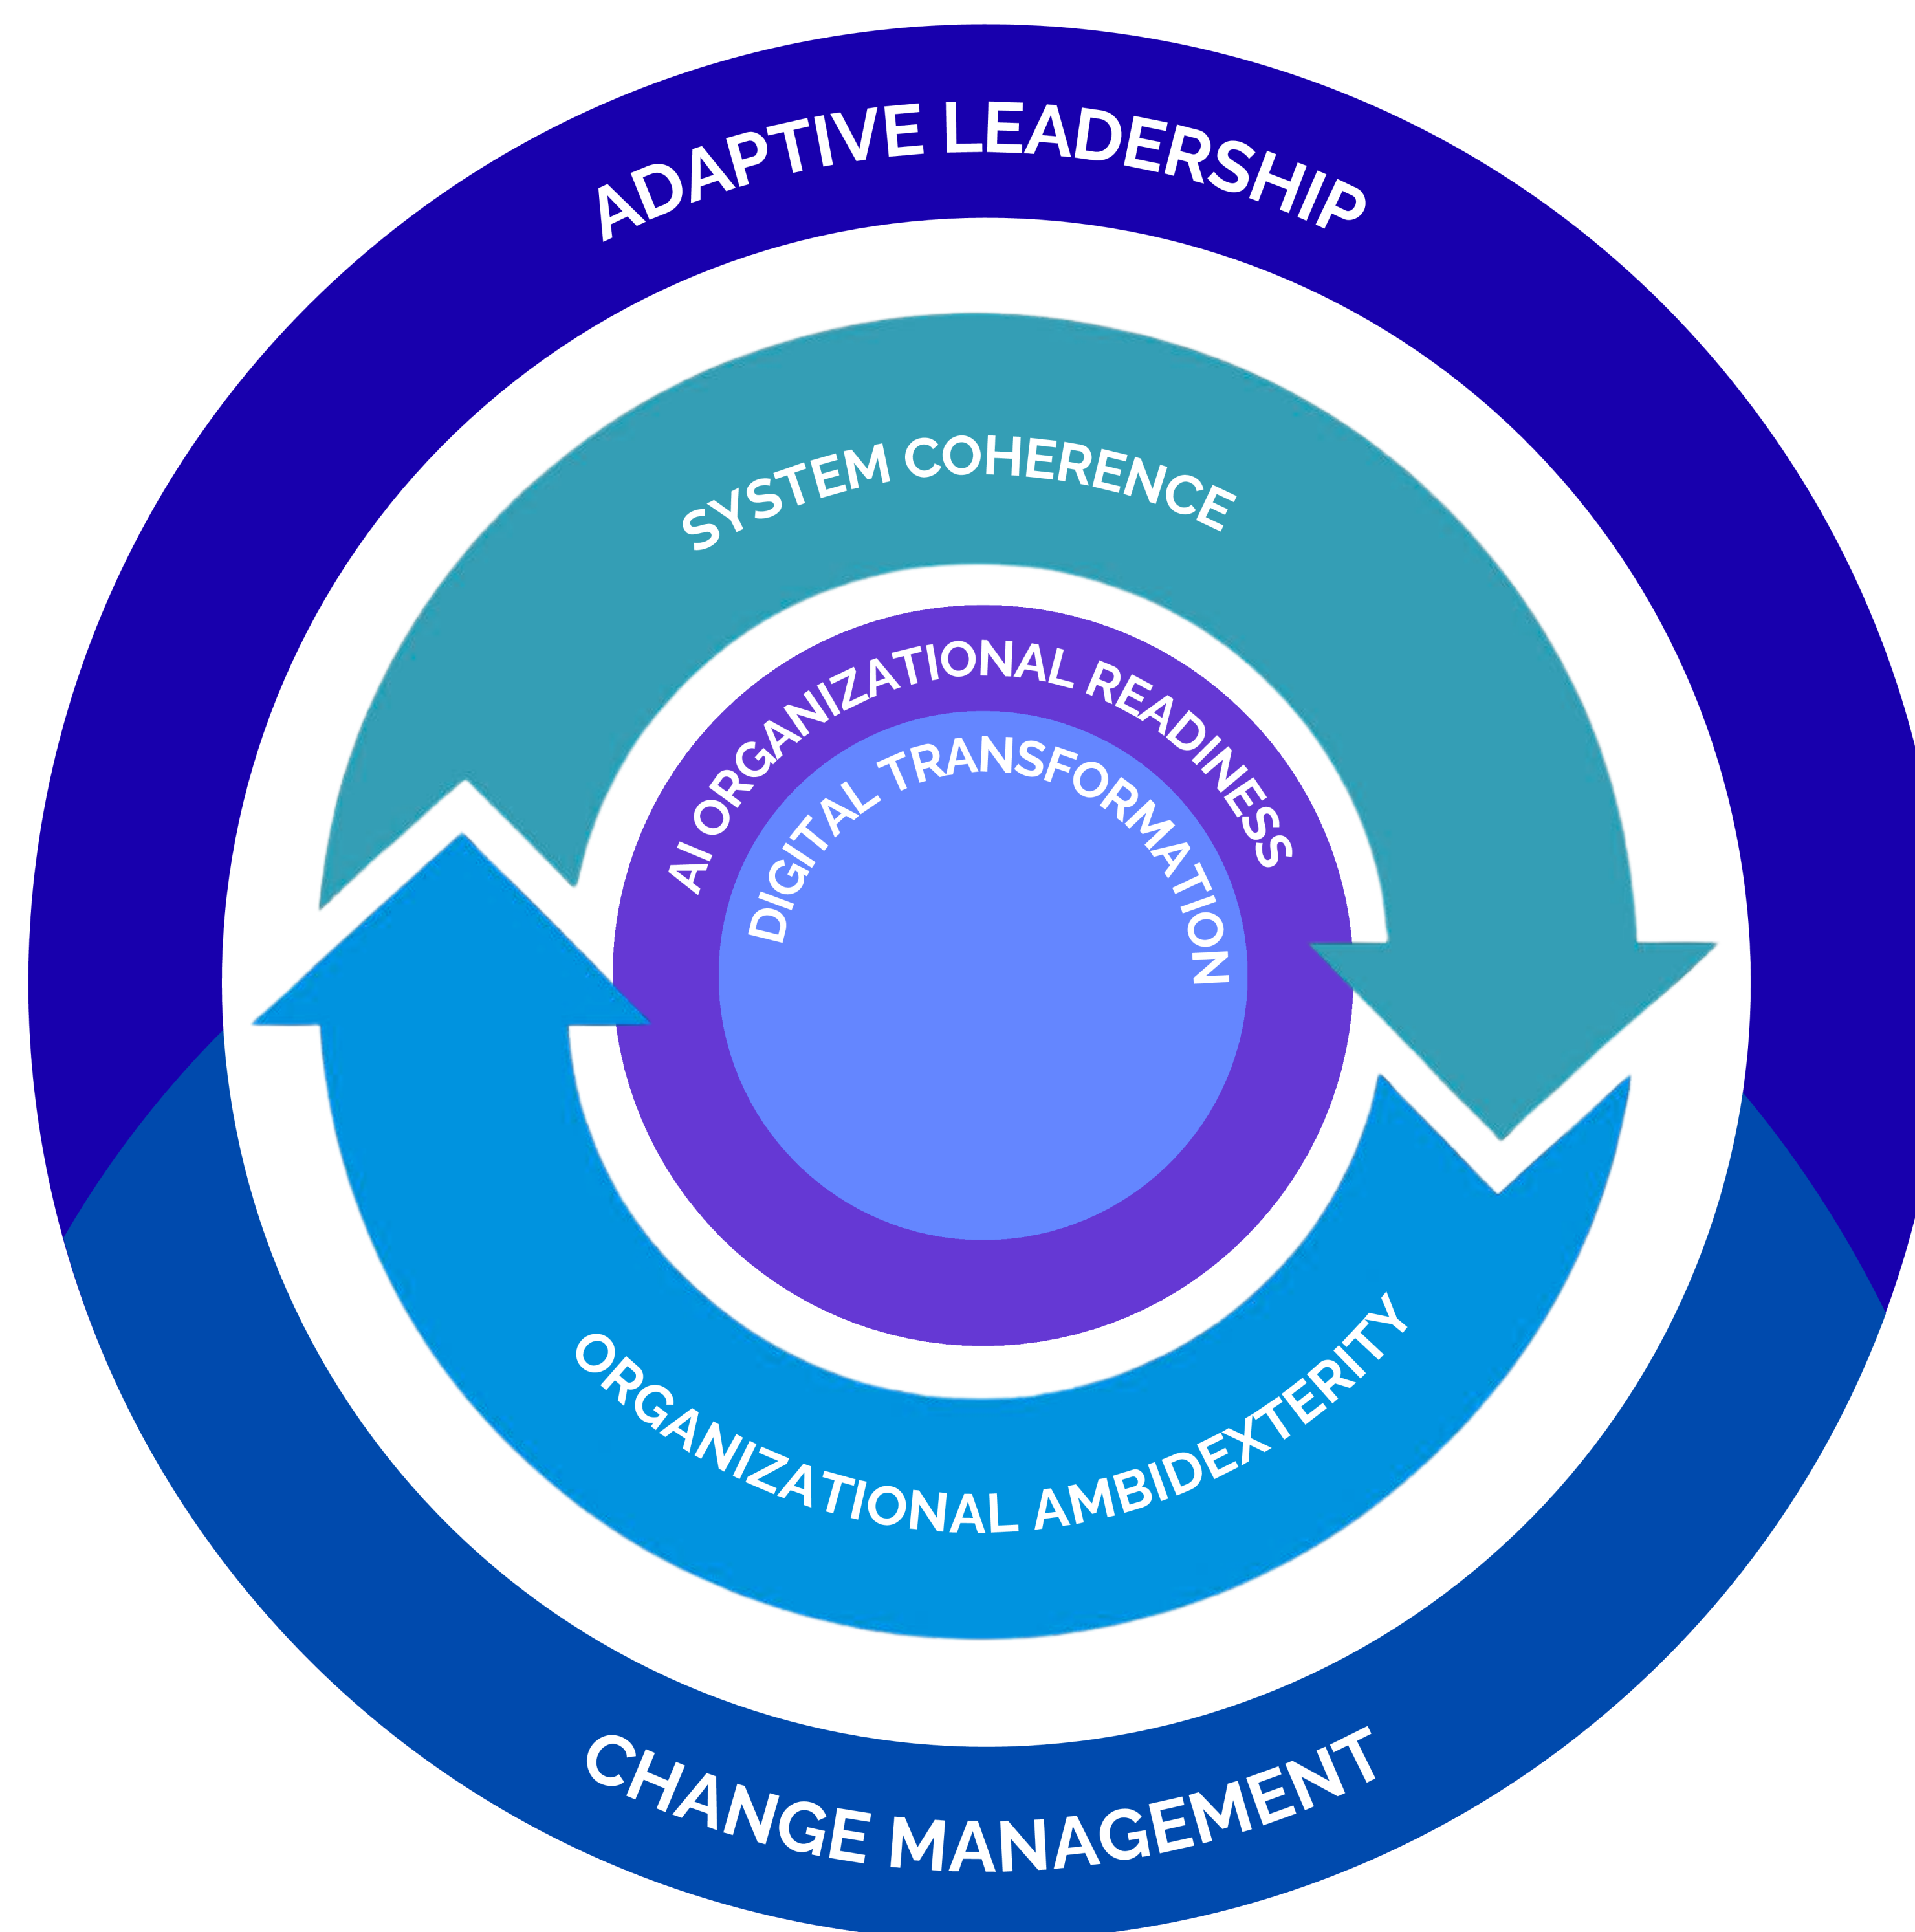 ADAPTIVE LEADERSHIP
SYSTEM COHERENCE
AI ORGANIZATIONAL READINESS
DIGITAL TRANSFORMATION
ORGANIZATIONAL AMBIDEXTERITY
CHANGE MANAGEMENT